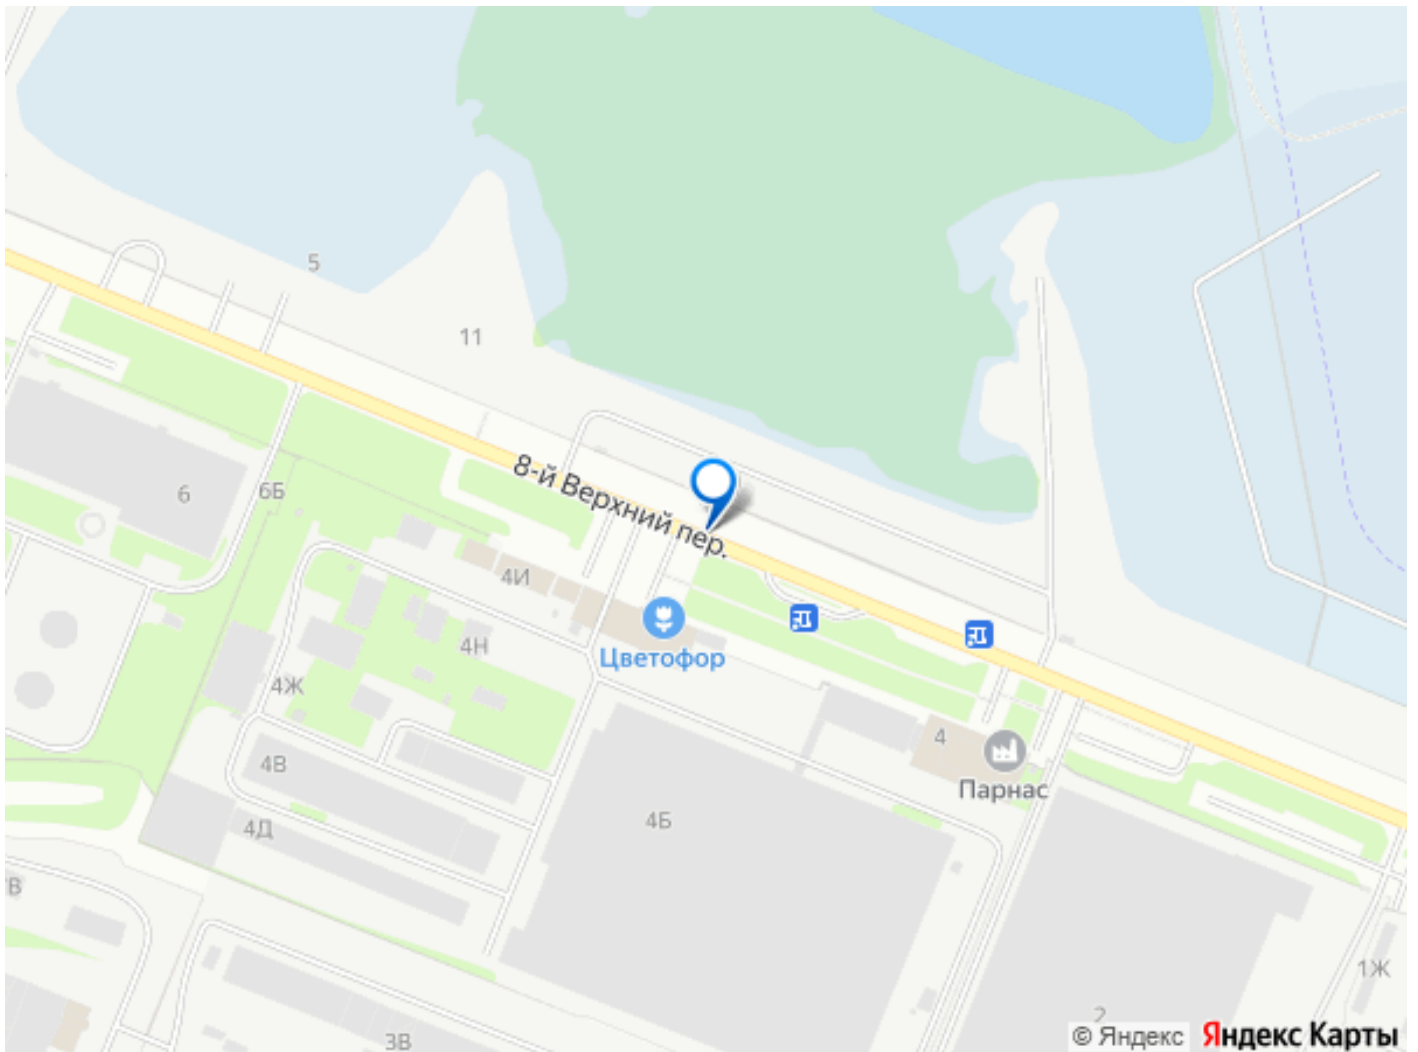 5
11
8-й Верхний пер.
6
6Б
4И
4Н
Цветофор
4Ж
4
4В
Парнас
4Б
4Д
1Ж
2
3В
© Яндекс
Яндекс Карты